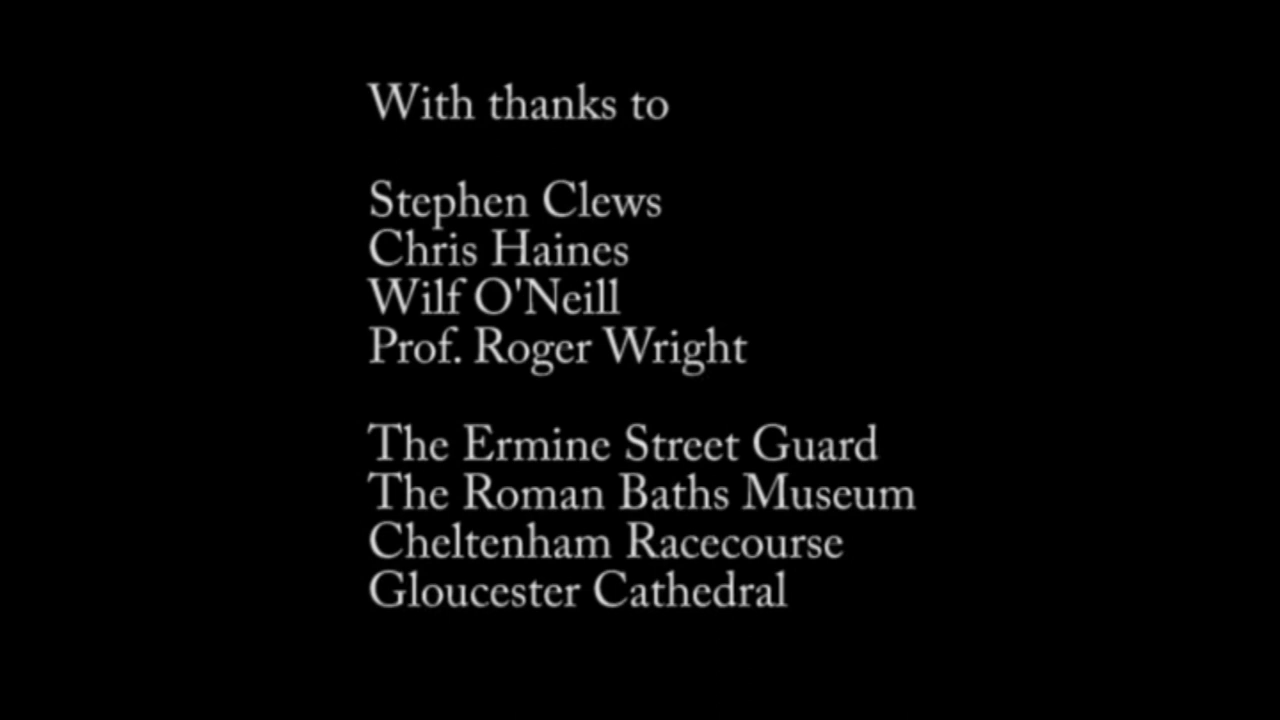 With thanks to
Stephen Clews
Chris Haines
Wilf O'Neill
Prof. Roger Wright
The Ermine Street Guard
The Roman Baths Museum
Cheltenham Racecourse
Gloucester Cathedral